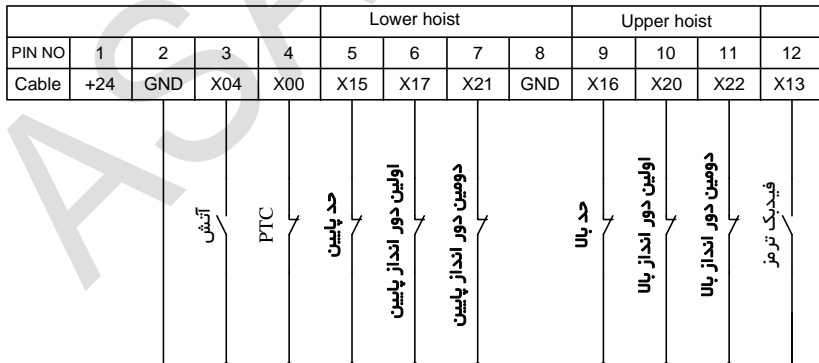 Lower hoist Upper hoist
PIN NO 1 2 3 4 5 6 7 8 9 10 11 12
Cable +24 GND X04 X00 X15 X17 X21 GND X16 X20 X22 X13
آتش
PTC
حد پایین
اولین دور انداز پایین
دومین دور انداز پایین
حد بالا
اولین دور انداز بالا
دومین دور انداز بالا
فیدبک ترمز
ASA